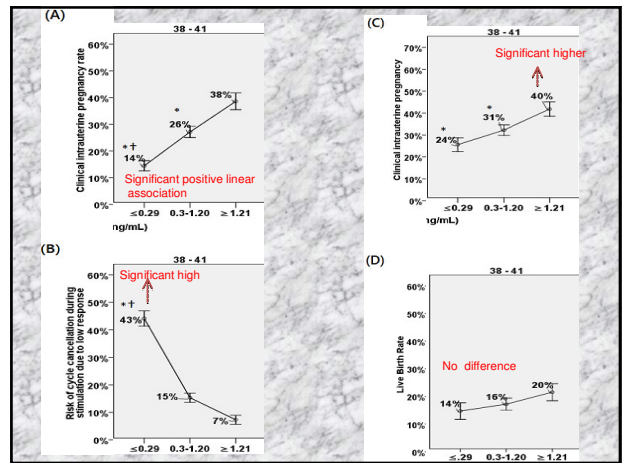 (A)
38 - 41
Clinical intrauterine pregnancy rate
60%
50%
40%
30%
20%
10%
0%
38%
*
26%
* †
14%
Significant positive linear
association
≤0.29 0.3-1.20 ≥ 1.21
ng/mL)
(B)
38 - 41
Risk of cycle cancellation during
stimulation due to low response
60%
50%
40%
30%
20%
10%
0%
Significant high
* †
43%
15%
7%
≤0.29 0.3-1.20 ≥ 1.21
(C)
38 - 41
Clinical intrauterine pregnancy
70%
60%
50%
40%
30%
20%
10%
0%
Significant higher
40%
*
31%
*
24%
≤0.29 0.3-1.20 ≥ 1.21
ng/mL)
(D)
38 - 41
Live Birth Rate
60%
50%
40%
30%
20%
10%
0%
No difference
14%
16%
20%
≤.29 0.3-1.20 ≥ 1.21